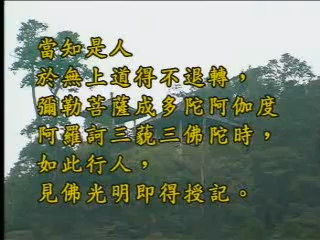 當知是人
於無上道得不退轉，
彌勒菩薩成多陀阿伽度
阿羅訶三藐三佛陀時，
如此行人，
見佛光明即得授記。